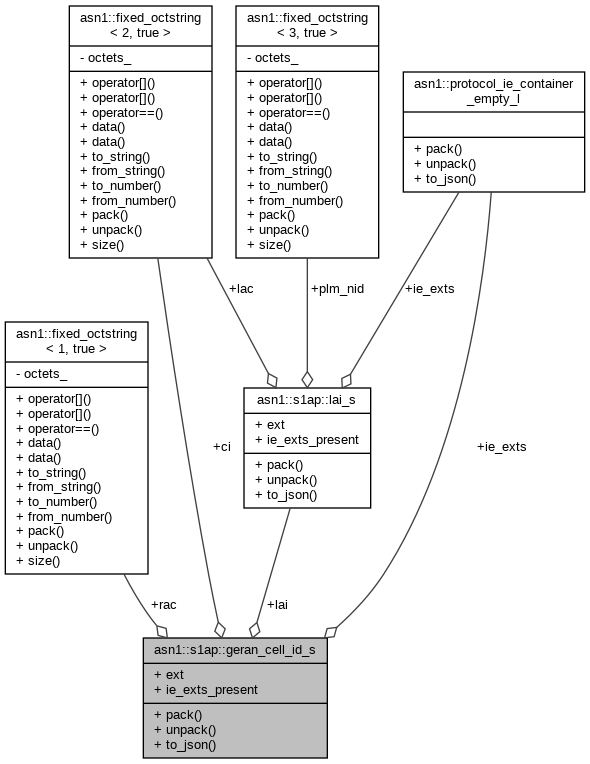 asn1::fixed_octstring
< 2, true >
- octets_
+ operator[]()
+ operator[]()
+ operator==()
+ data()
+ data()
+ to_string()
+ from_string()
+ to_number()
+ from_number()
+ pack()
+ unpack()
+ size()
asn1::fixed_octstring
< 3, true >
- octets_
+ operator[]()
+ operator[]()
+ operator==()
+ data()
+ data()
+ to_string()
+ from_string()
+ to_number()
+ from_number()
+ pack()
+ unpack()
+ size()
asn1::protocol_ie_container
_empty_l
+ pack()
+ unpack()
+ to_json()
+lac
+plm_nid
+ie_exts
asn1::fixed_octstring
< 1, true >
- octets_
+ operator[]()
+ operator[]()
+ operator==()
+ data()
+ data()
+ to_string()
+ from_string()
+ to_number()
+ from_number()
+ pack()
+ unpack()
+ size()
asn1::s1ap::lai_s
+ ext
+ ie_exts_present
+ pack()
+ unpack()
+ to_json()
+ci
+ie_exts
+rac
+lai
asn1::s1ap::geran_cell_id_s
+ ext
+ ie_exts_present
+ pack()
+ unpack()
+ to_json()